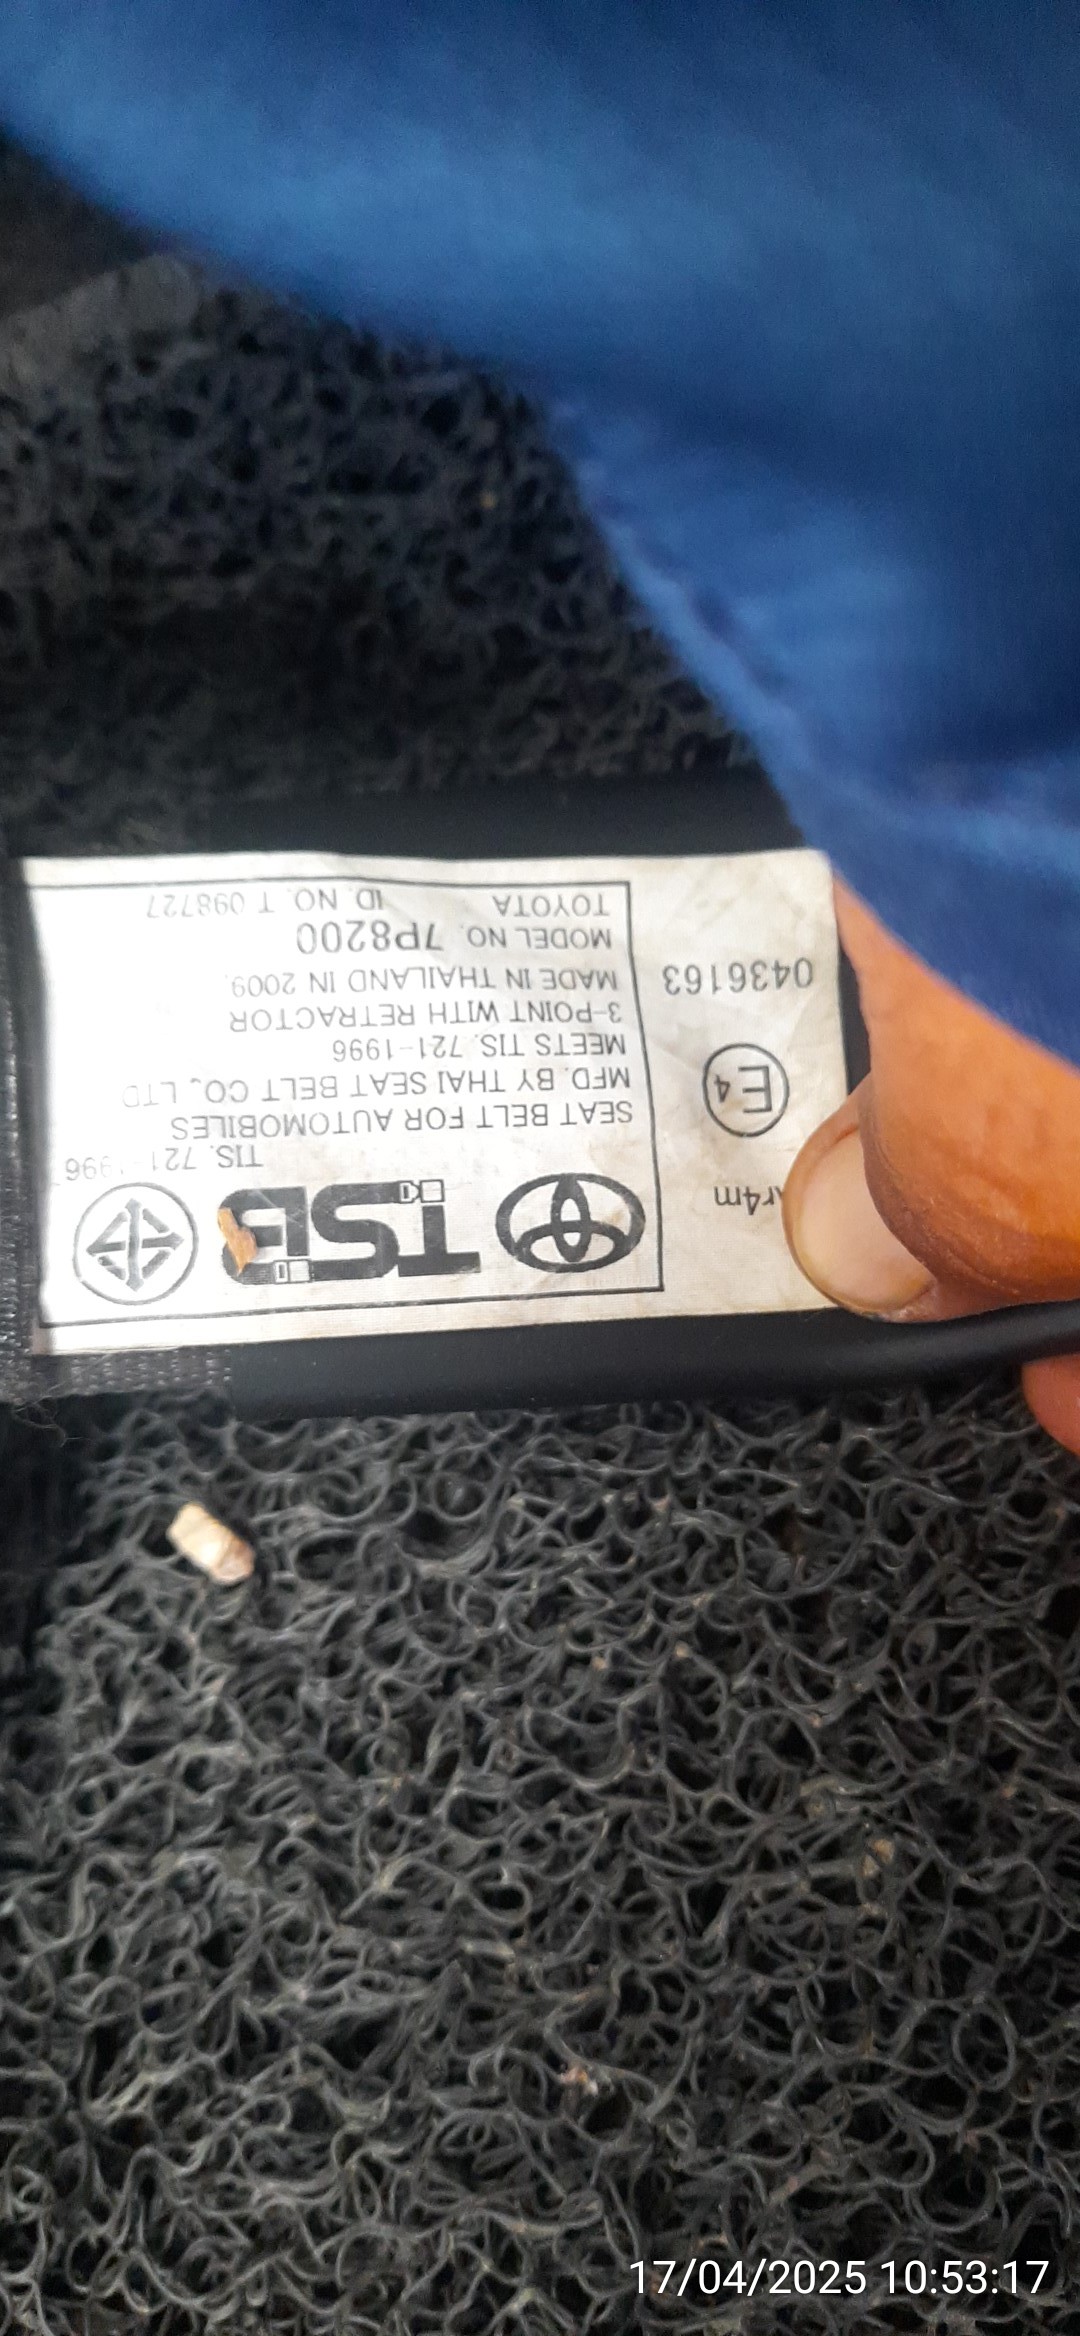 Ar4m
E4
0436163
TSB
TIS. 721-1996
SEAT BELT FOR AUTOMOBILES
MFD. BY THAI SEAT BELT CO., LTD
MEETS TIS. 721-1996
3-POINT WITH RETRACTOR
MADE IN THAILAND IN 2009.
MODEL NO. 7P8200
TOYOTA ID. NO. T 098727
17/04/2025 10:53:17